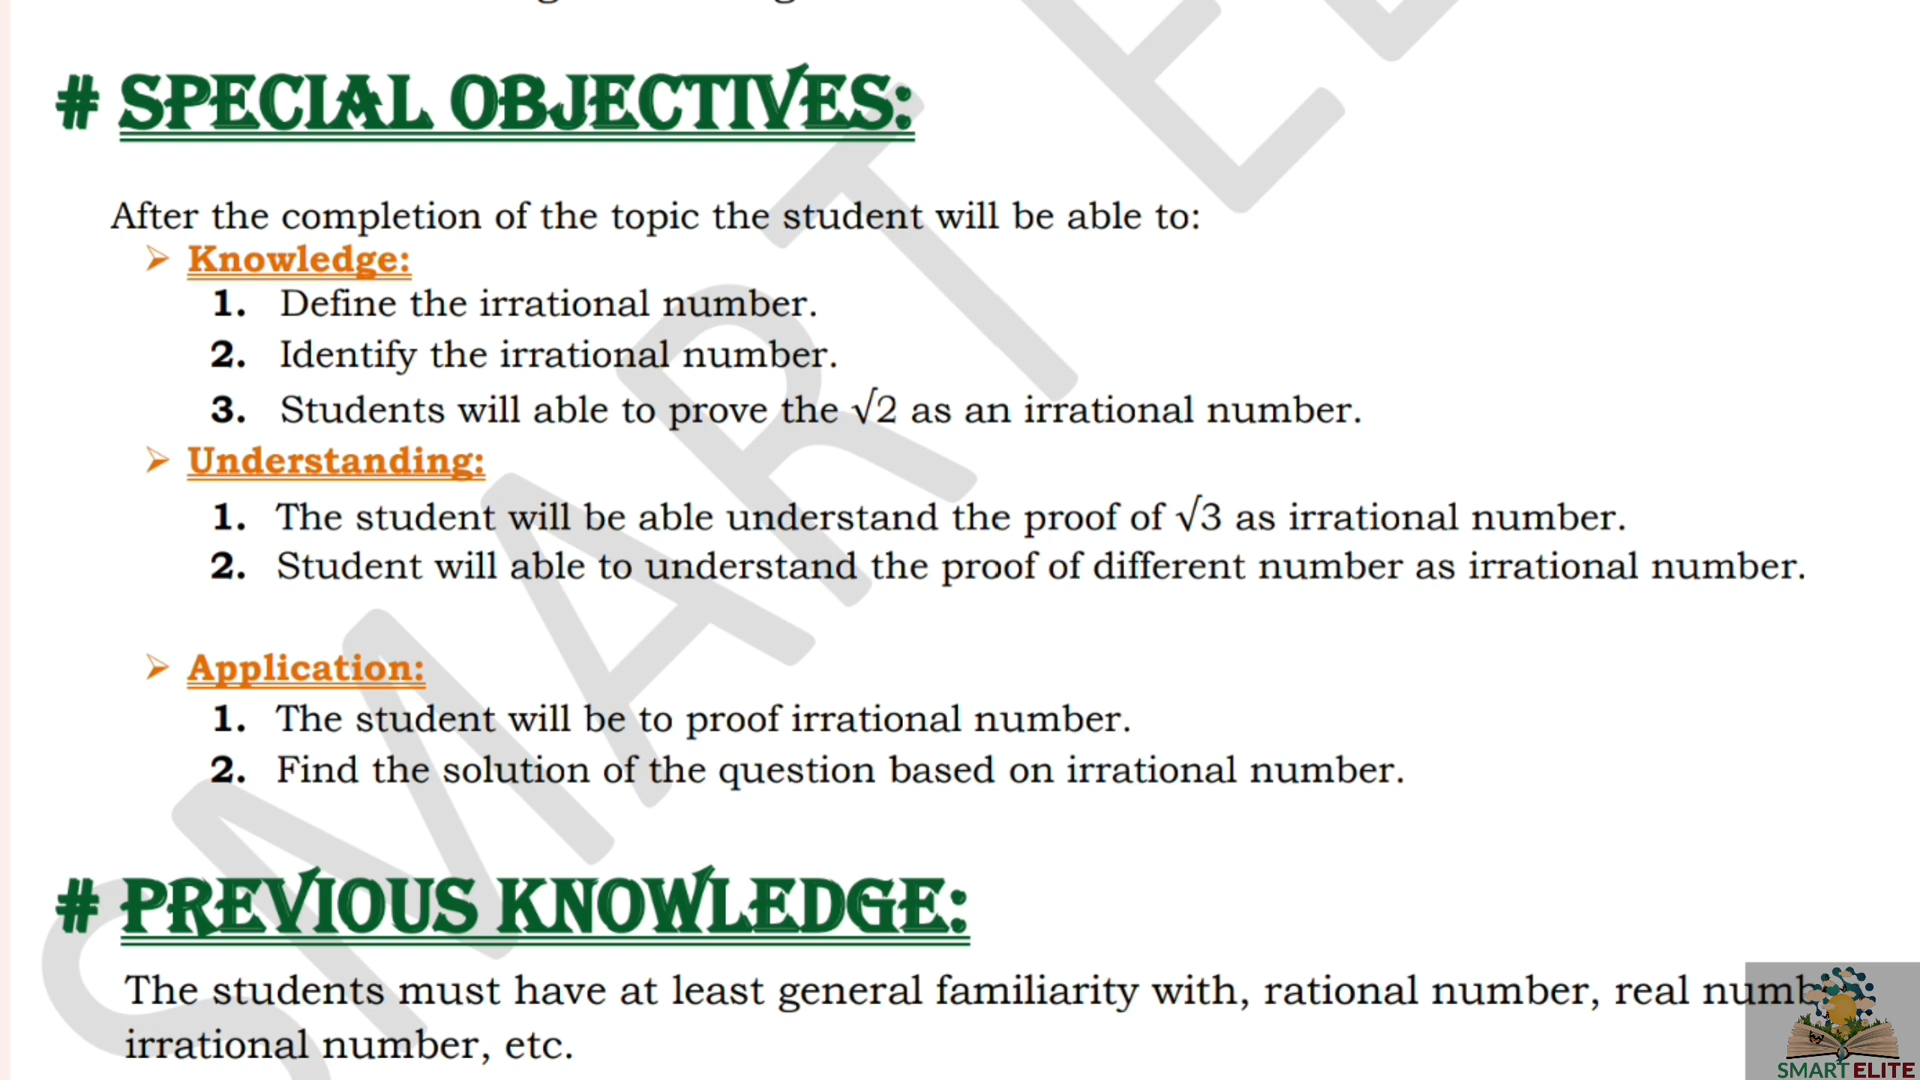 # SPECIAL OBJECTIVES:
After the completion of the topic the student will be able to:
➢ Knowledge:
1. Define the irrational number.
2. Identify the irrational number.
3. Students will able to prove the √2 as an irrational number.
➢ Understanding:
1. The student will be able understand the proof of √3 as irrational number.
2. Student will able to understand the proof of different number as irrational number.
➢ Application:
1. The student will be to proof irrational number.
2. Find the solution of the question based on irrational number.
# PREVIOUS KNOWLEDGE:
The students must have at least general familiarity with, rational number, real
irrational number, etc.
SMART ELITE